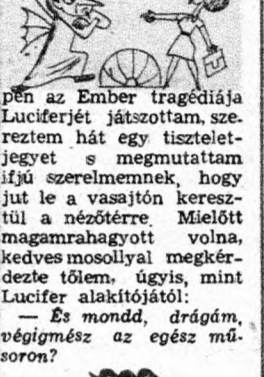 pen az Ember tragédiája
Luciferjét játszottam, sze-
reztem hát egy tisztelet-
jegyet s megmutattam
ifjú szerelmemnek, hogy
jut le a vasajtón keresz-
tül a nézőtérre. Mielőtt
magamrahagyott volna,
kedves mosollyal megkér-
dezte tőlem, úgyis, mint
Lucifer alakítójától:
— És mondd, drágám,
végigmész az egész mű-
soron?